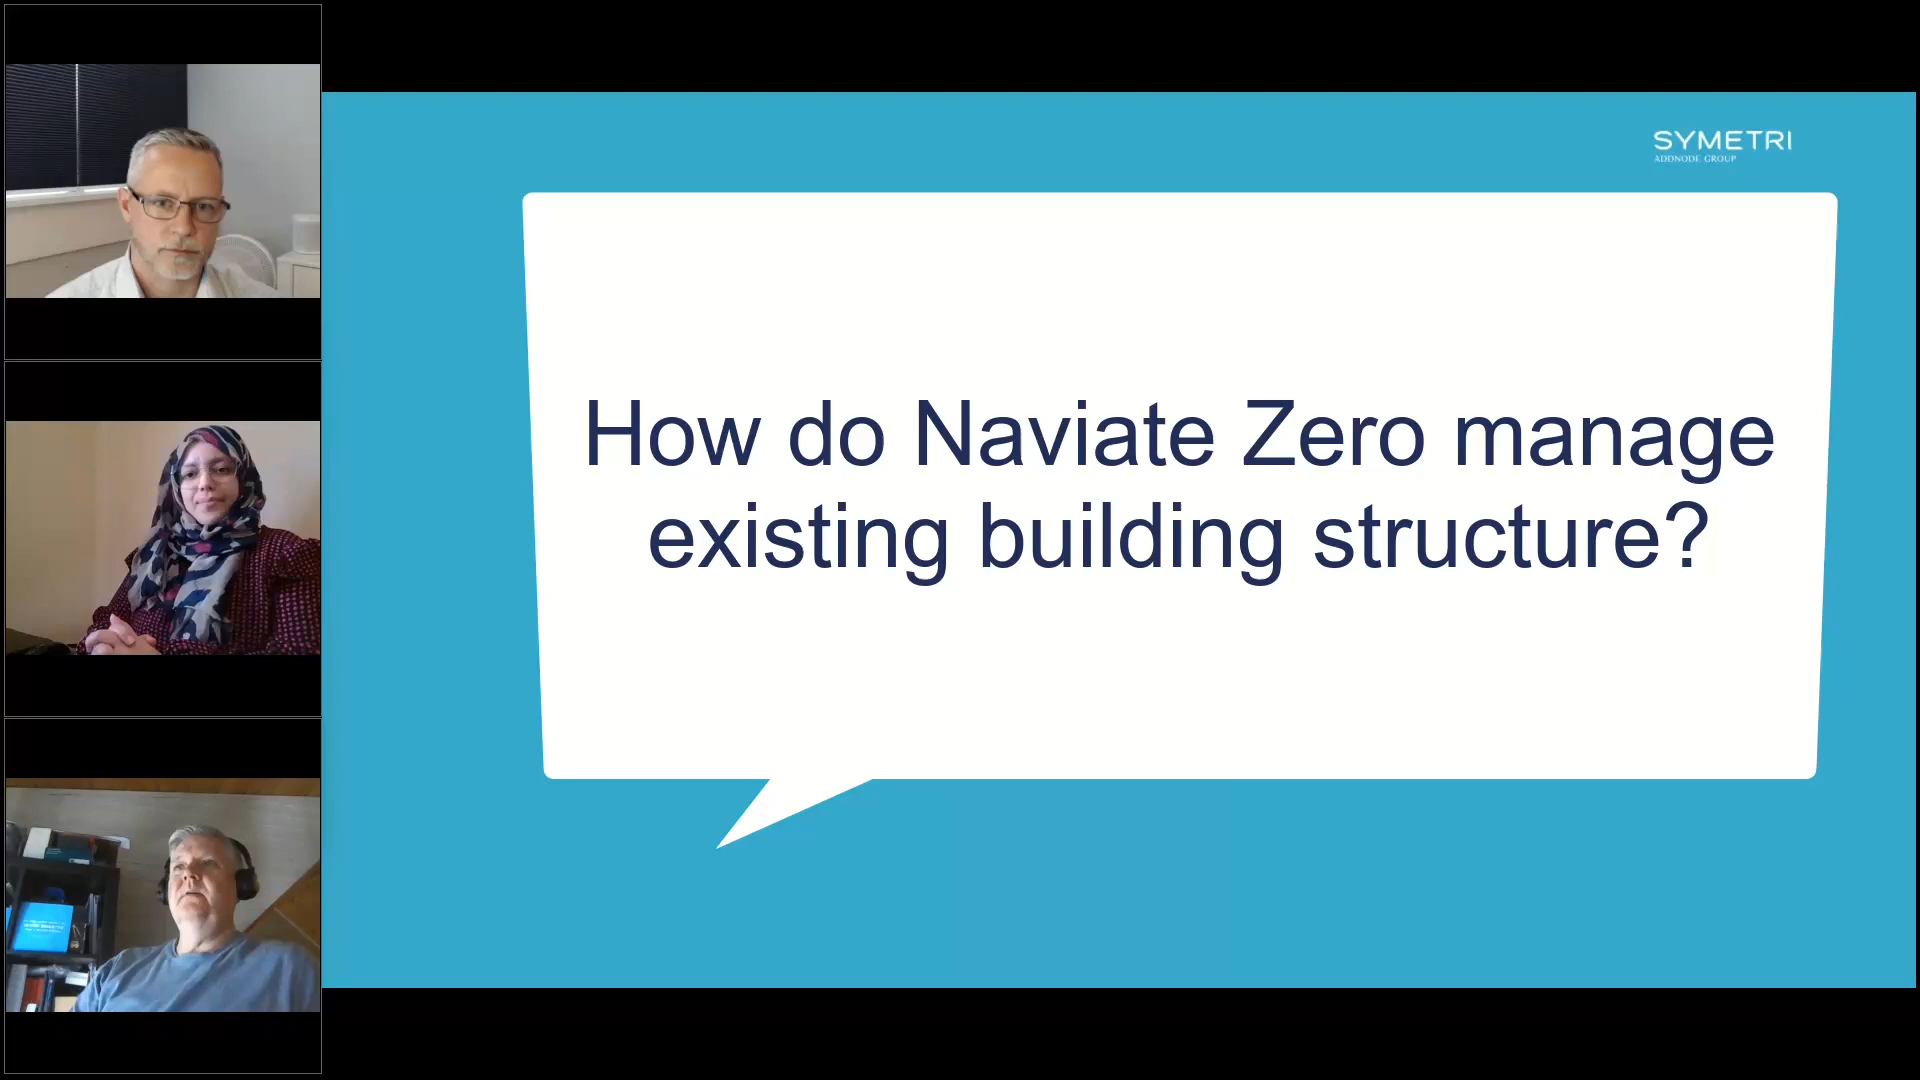 SYMETRI
ADDNODE GROUP
How do Naviate Zero manage
existing building structure?